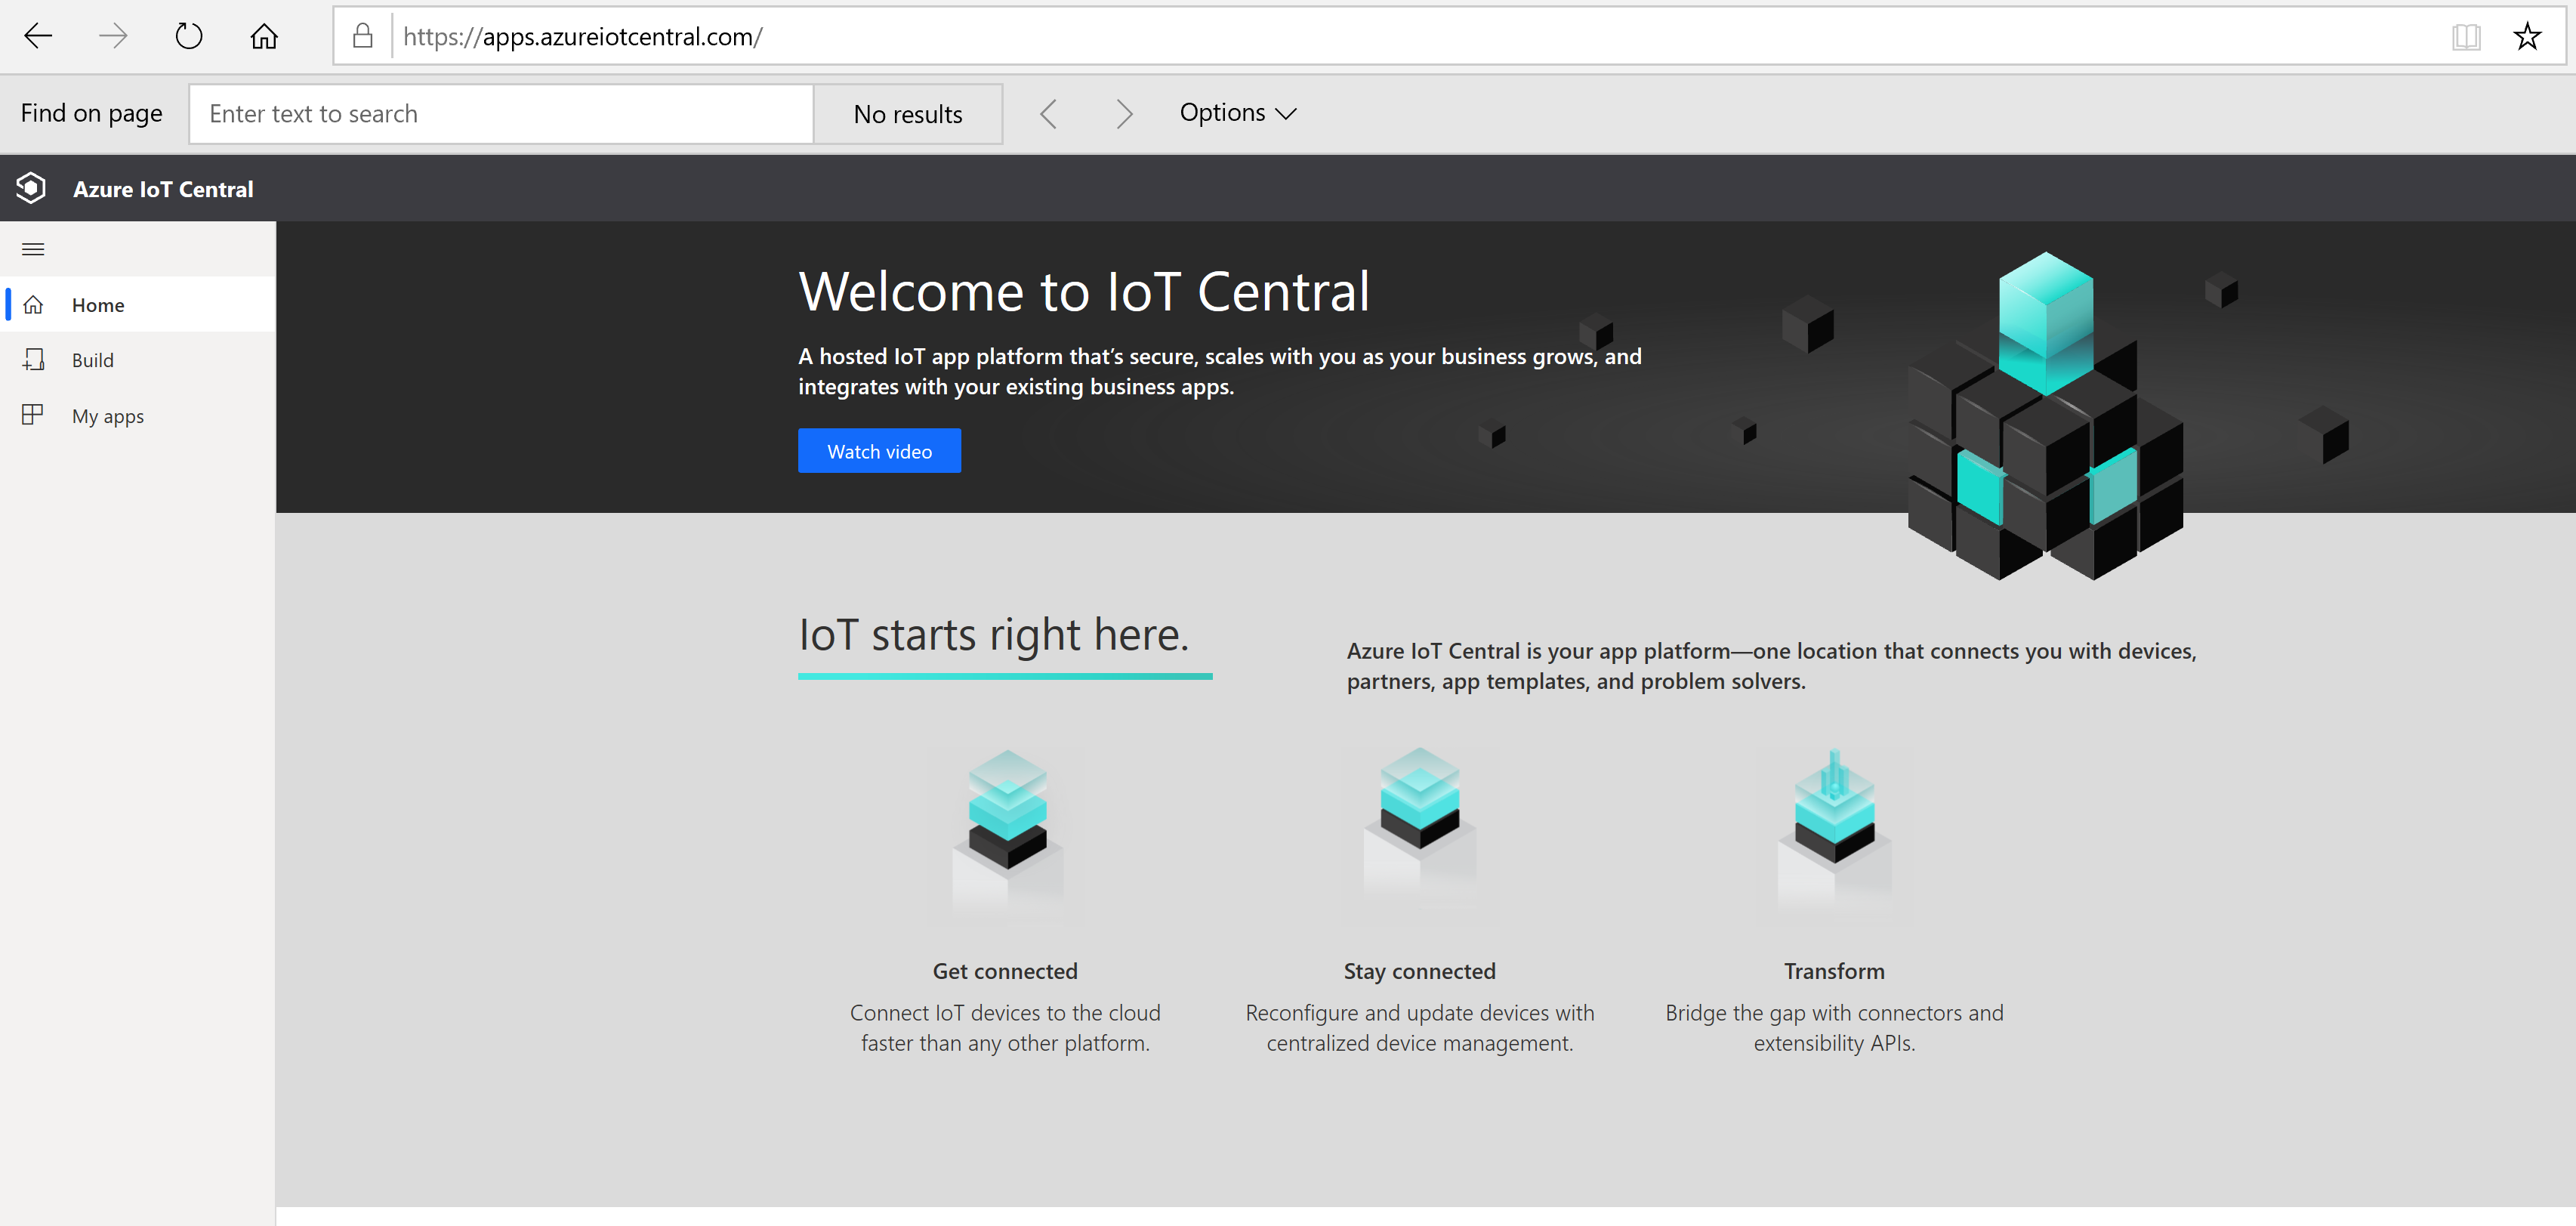 https://apps.azureiotcentral.com/
Find on page
Enter text to search
No results
Options
Azure IoT Central
Home
Build
My apps
Welcome to IoT Central
A hosted IoT app platform that’s secure, scales with you as your business grows, and
integrates with your existing business apps.
Watch video
IoT starts right here.
Azure IoT Central is your app platform—one location that connects you with devices,
partners, app templates, and problem solvers.
Get connected
Connect IoT devices to the cloud
faster than any other platform.
Stay connected
Reconfigure and update devices with
centralized device management.
Transform
Bridge the gap with connectors and
extensibility APIs.